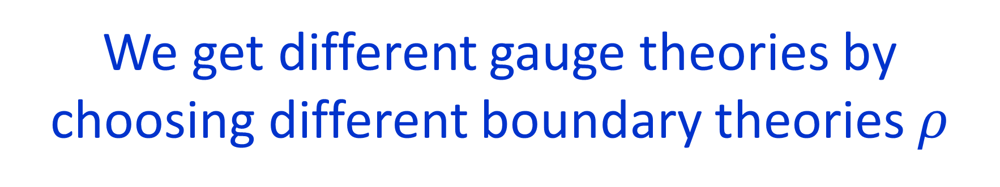 We get different gauge theories by
choosing different boundary theories ρ